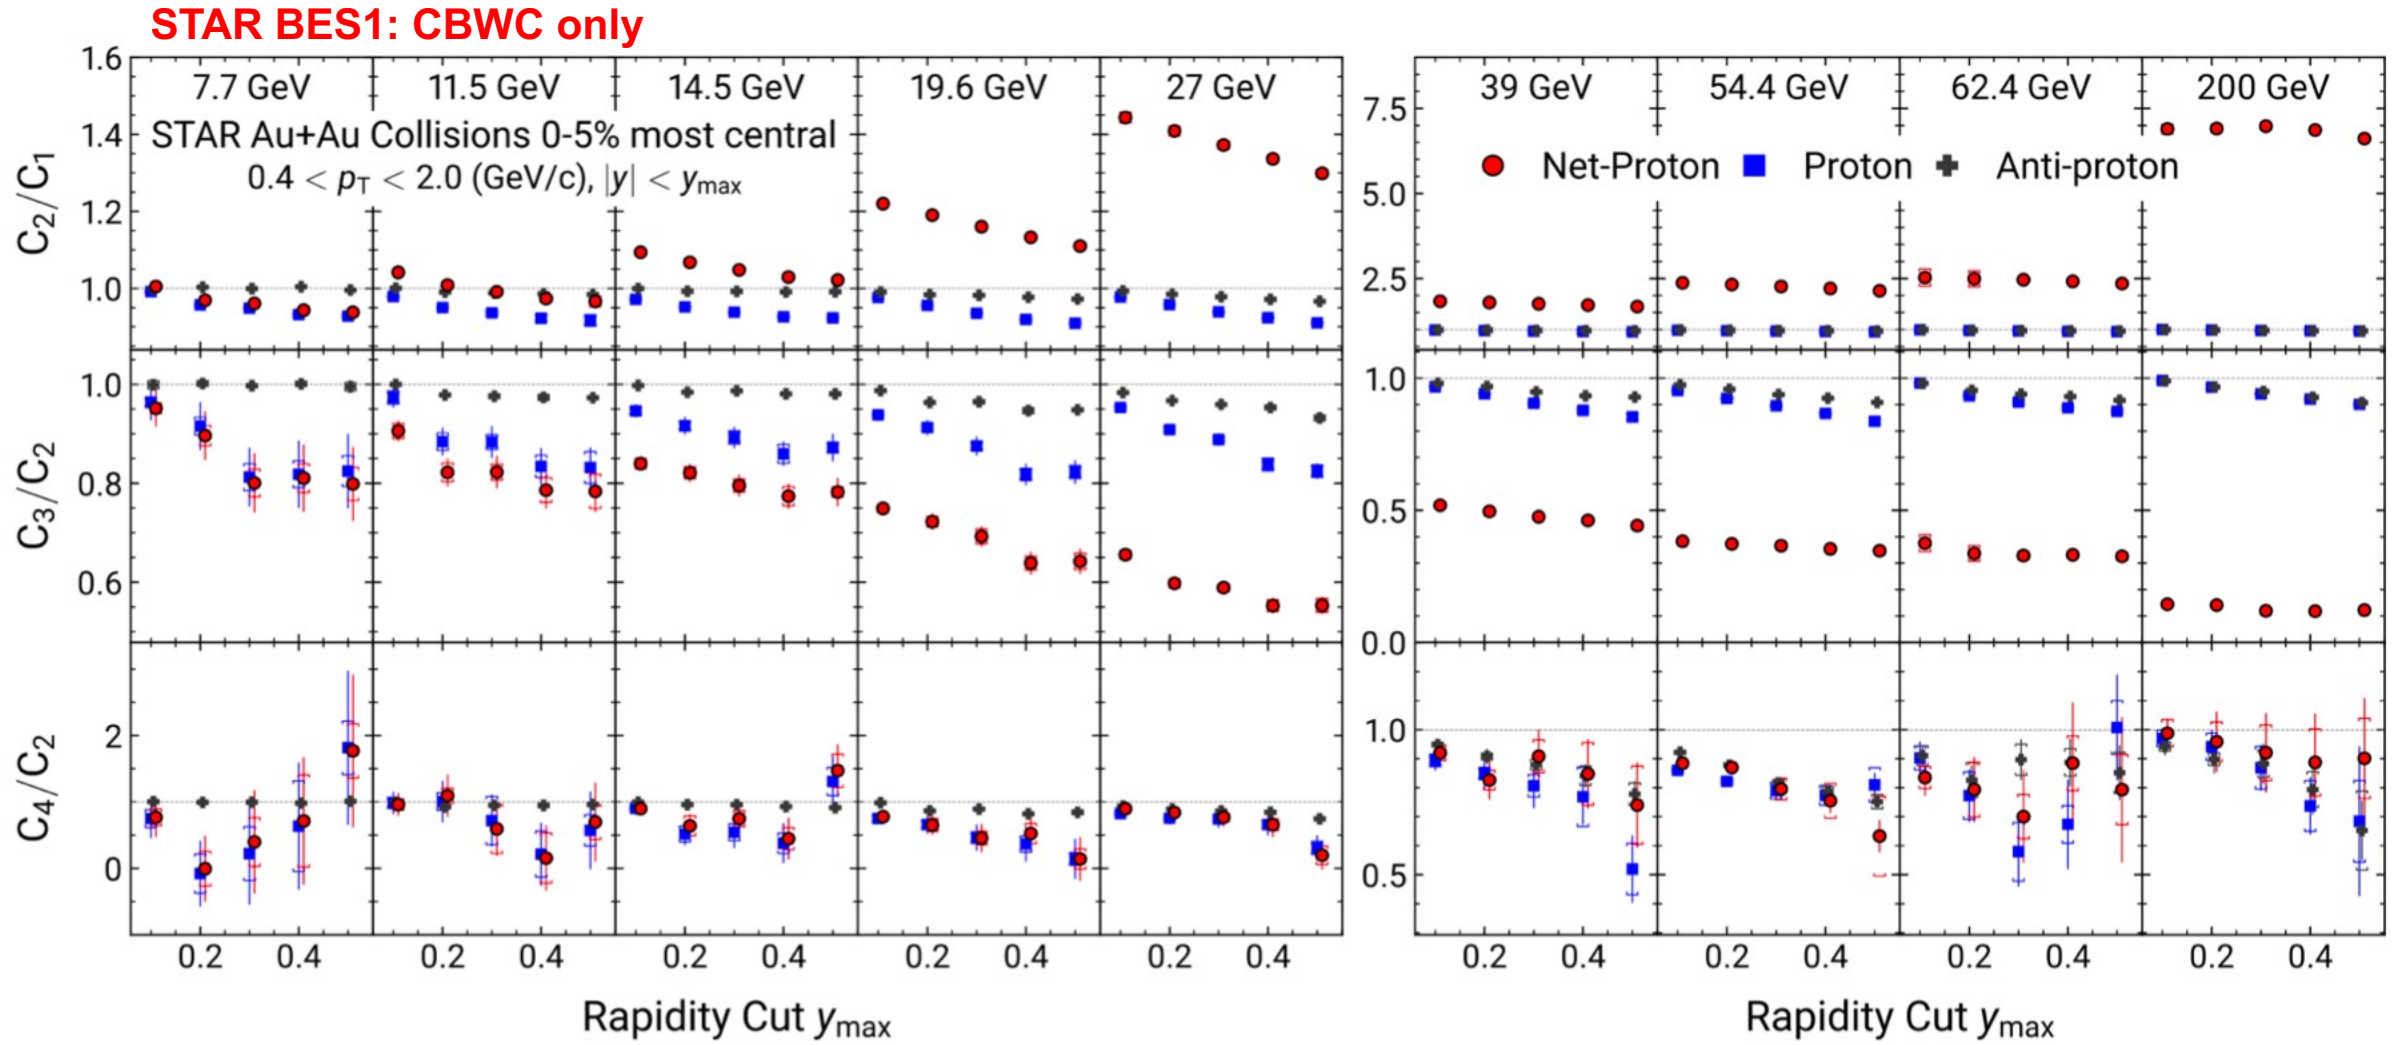 STAR BES1: CBWC only
7.7 GeV 11.5 GeV 14.5 GeV 19.6 GeV 27 GeV 39 GeV 54.4 GeV 62.4 GeV 200 GeV
STAR Au+Au Collisions 0-5% most central
0.4 < p_T < 2.0 (GeV/c), |y| < y_max
Net-Proton Proton Anti-proton
C₂/C₁
1.6
1.4
1.2
1.0
7.5
5.0
2.5
C₃/C₂
1.0
0.8
0.6
1.0
0.5
0.0
C₄/C₂
2
0
1.0
0.5
0.2 0.4 0.2 0.4 0.2 0.4 0.2 0.4 0.2 0.4 0.2 0.4 0.2 0.4 0.2 0.4 0.2 0.4
Rapidity Cut y_max Rapidity Cut y_max